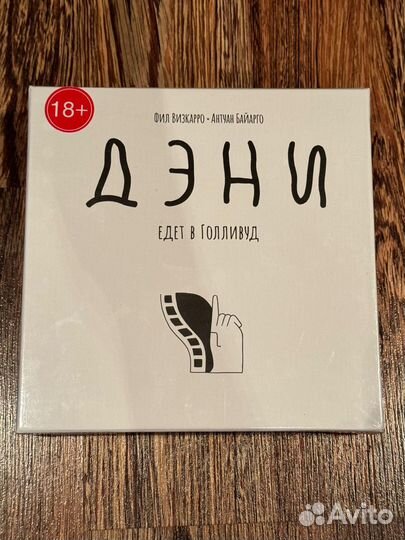 18+
Фил Визкарро • Антуан Байарго
ДЭНИ
едет в Голливуд
Avito